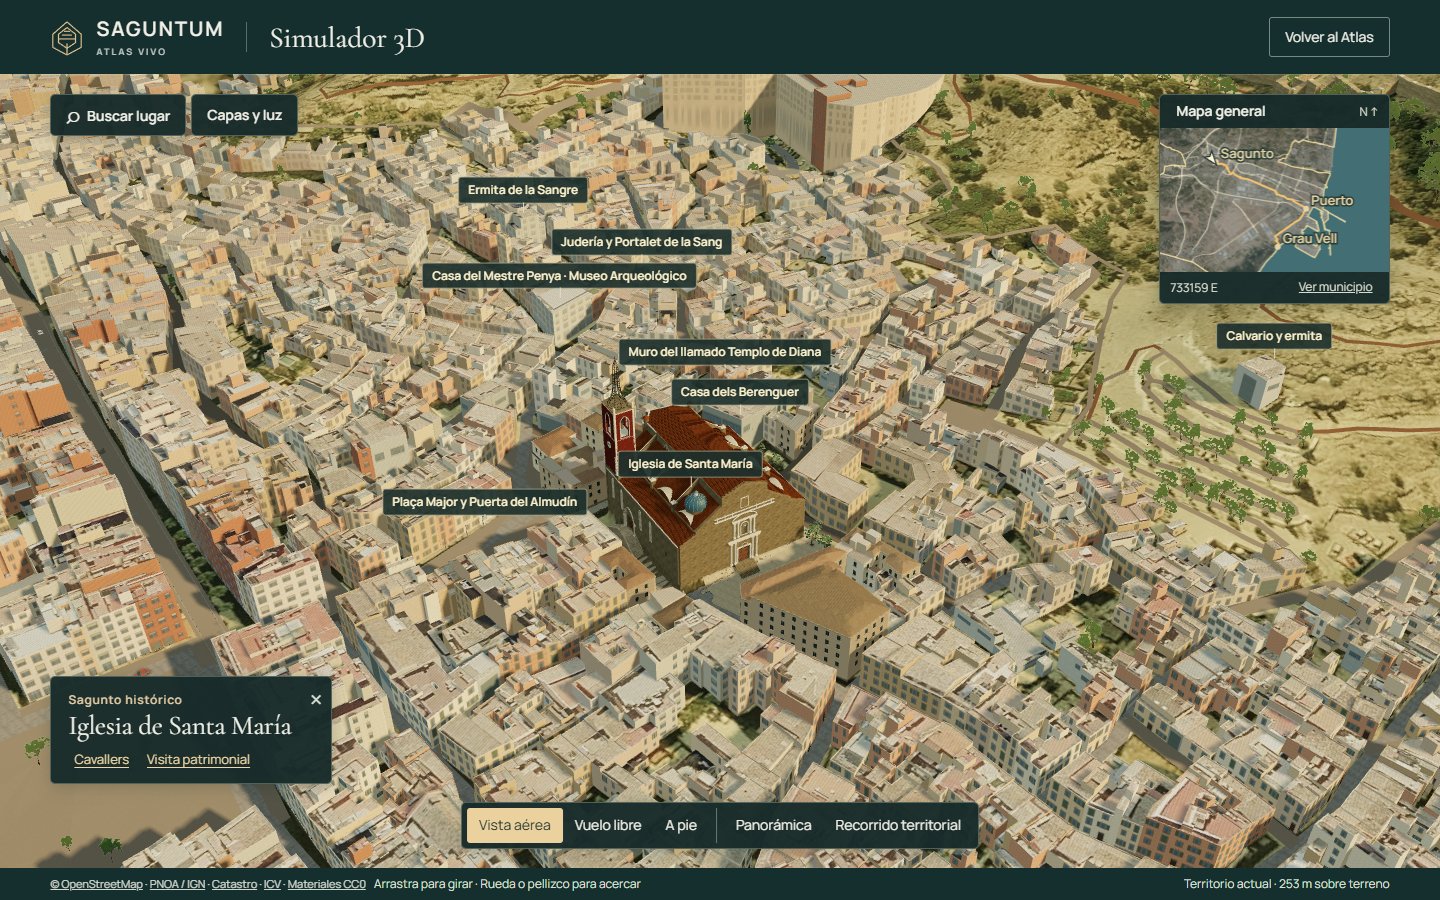 SAGUNTUM
ATLAS VIVO
Simulador 3D
Volver al Atlas
Buscar lugar
Capas y luz
Mapa general
N ↑
Sagunto
Puerto
Grau Vell
733159 E
Ver municipio
Ermita de la Sangre
Judería y Portalet de la Sang
Casa del Mestre Penya · Museo Arqueológico
Calvario y ermita
Muro del llamado Templo de Diana
Casa dels Berenguer
Iglesia de Santa María
Plaça Major y Puerta del Almudín
Sagunto histórico
Iglesia de Santa María
Cavallers Visita patrimonial
Vista aérea Vuelo libre A pie Panorámica Recorrido territorial
© OpenStreetMap · PNOA / IGN · Catastro · ICV · Materiales CC0 Arrastra para girar · Rueda o pellizco para acercar
Territorio actual · 253 m sobre terreno